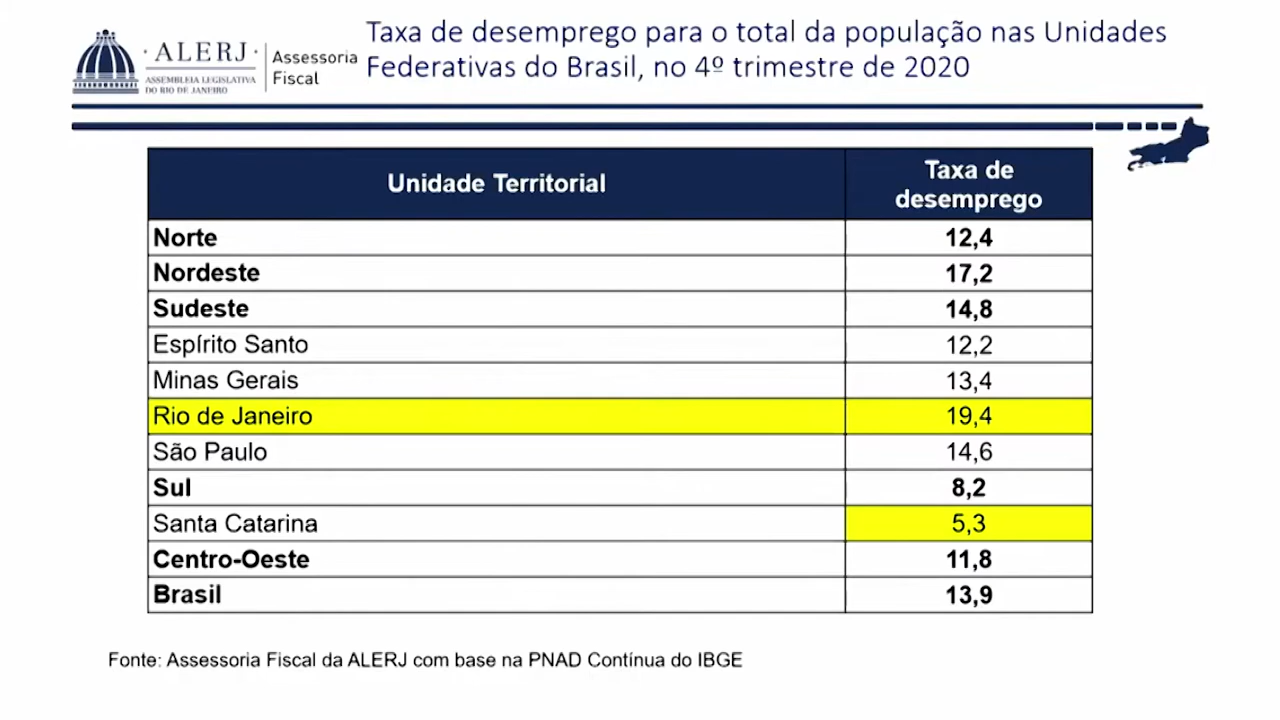 · ALERJ ·
ASSEMBLEIA LEGISLATIVA
DO RIO DE JANEIRO
Assessoria
Fiscal
Taxa de desemprego para o total da população nas Unidades
Federativas do Brasil, no 4º trimestre de 2020
Unidade Territorial
Taxa de
desemprego
Norte 12,4
Nordeste 17,2
Sudeste 14,8
Espírito Santo 12,2
Minas Gerais 13,4
Rio de Janeiro 19,4
São Paulo 14,6
Sul 8,2
Santa Catarina 5,3
Centro-Oeste 11,8
Brasil 13,9
Fonte: Assessoria Fiscal da ALERJ com base na PNAD Contínua do IBGE